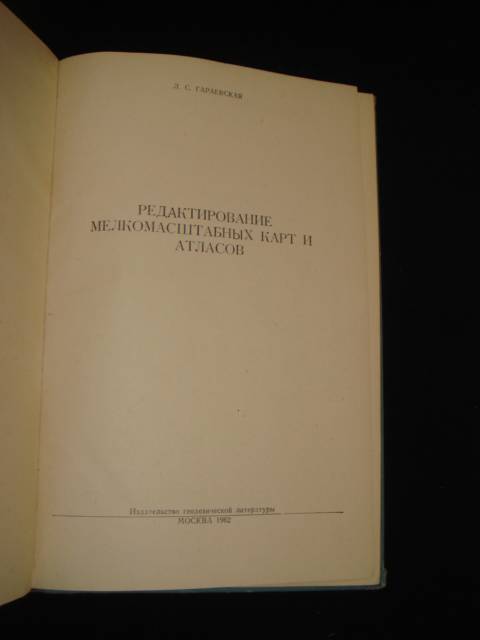 Л. С. ГАРАЕВСКАЯ
РЕДАКТИРОВАНИЕ
МЕЛКОМАСШТАБНЫХ КАРТ И
АТЛАСОВ
Издательство геодезической литературы
МОСКВА 1962